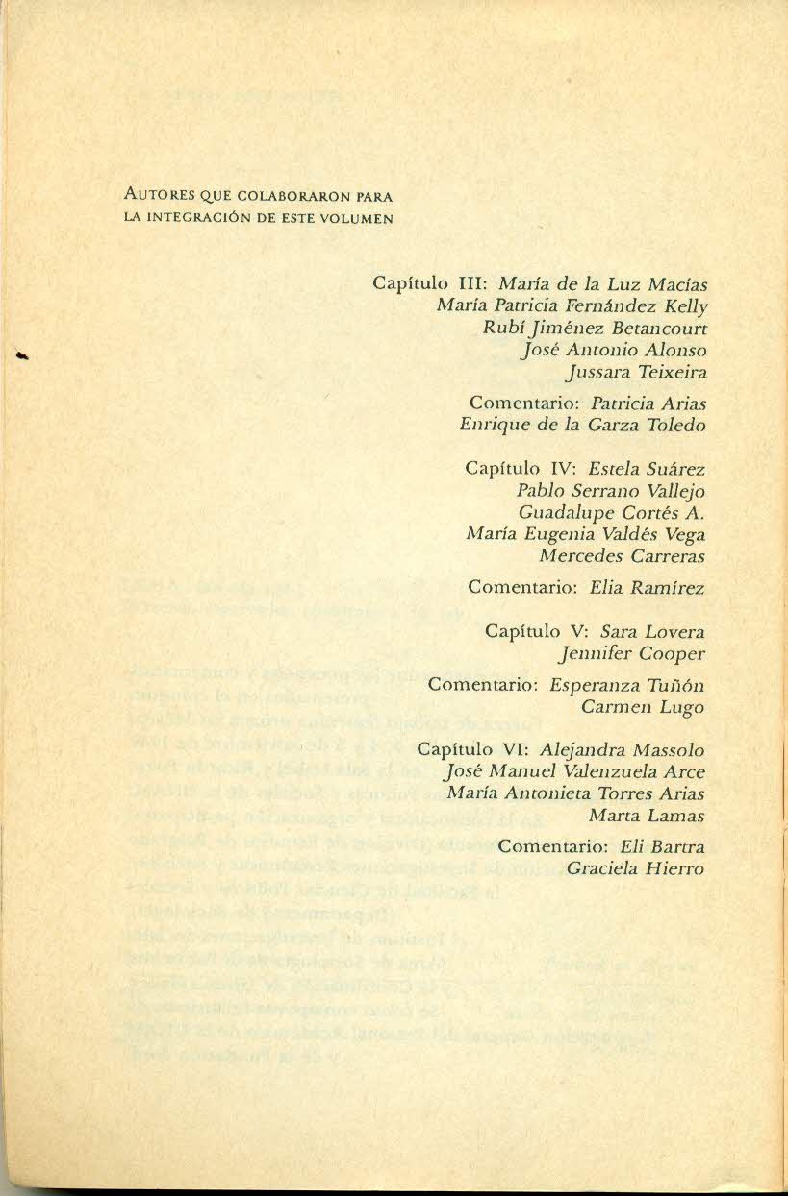 AUTORES QUE COLABORARON PARA
LA INTEGRACIÓN DE ESTE VOLUMEN
Capítulo III: María de la Luz Macías
María Patricia Fernández Kelly
Rubí Jiménez Betancourt
José Antonio Alonso
Jussara Teixeira
Comentario: Patricia Arias
Enrique de la Garza Toledo
Capítulo IV: Estela Suárez
Pablo Serrano Vallejo
Guadalupe Cortés A.
María Eugenia Valdés Vega
Mercedes Carreras
Comentario: Elia Ramírez
Capítulo V: Sara Lovera
Jennifer Cooper
Comentario: Esperanza Tuñón
Carmen Lugo
Capítulo VI: Alejandra Massolo
José Manuel Valenzuela Arce
María Antonieta Torres Arias
Marta Lamas
Comentario: Eli Bartra
Graciela Hierro